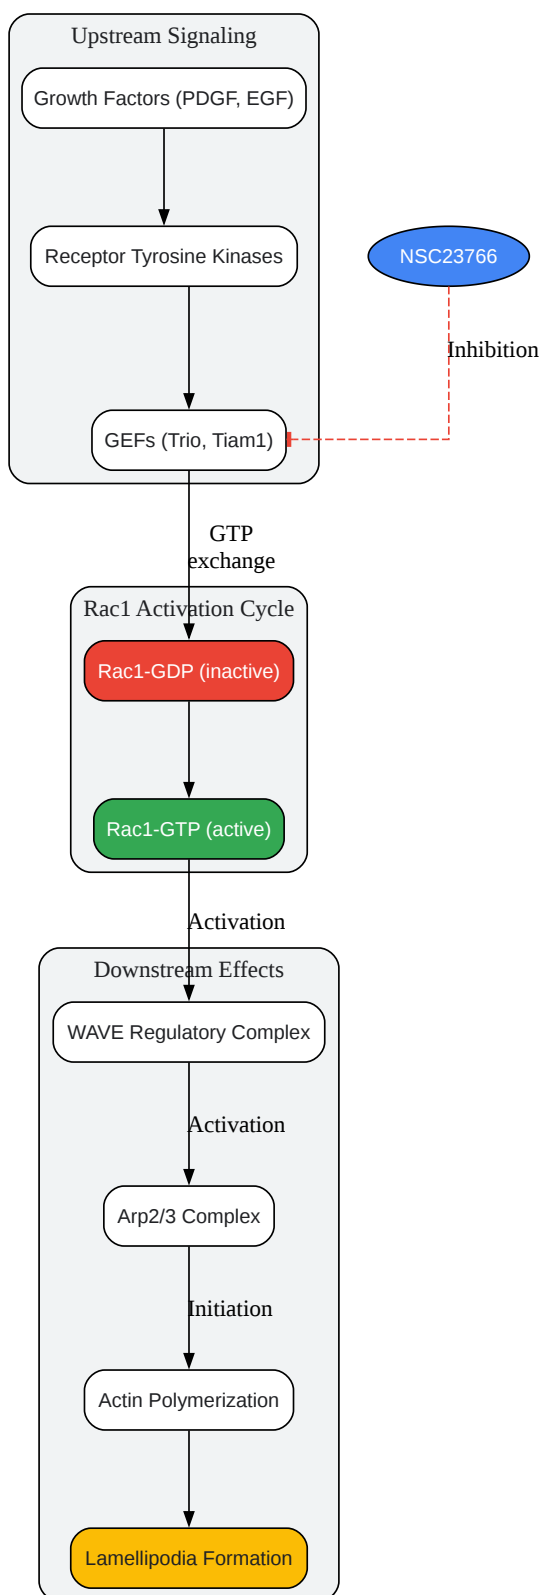 Upstream Signaling
Growth Factors (PDGF, EGF)
Receptor Tyrosine Kinases
NSC23766
Inhibition
GEFs (Trio, Tiam1)
GTP
exchange
Rac1 Activation Cycle
Rac1-GDP (inactive)
Rac1-GTP (active)
Activation
Downstream Effects
WAVE Regulatory Complex
Activation
Arp2/3 Complex
Initiation
Actin Polymerization
Lamellipodia Formation